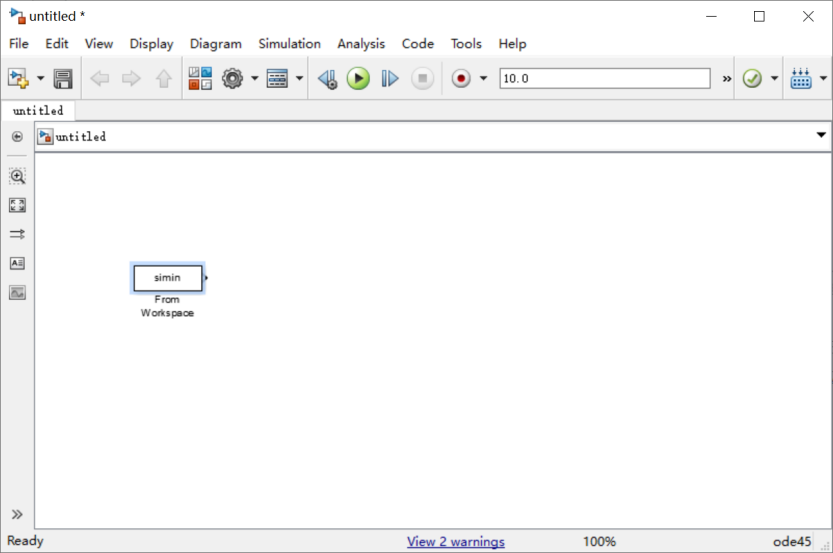 untitled *
File Edit View Display Diagram Simulation Analysis Code Tools Help
10.0 »
untitled
untitled
simin
From
Workspace
Ready View 2 warnings 100% ode45